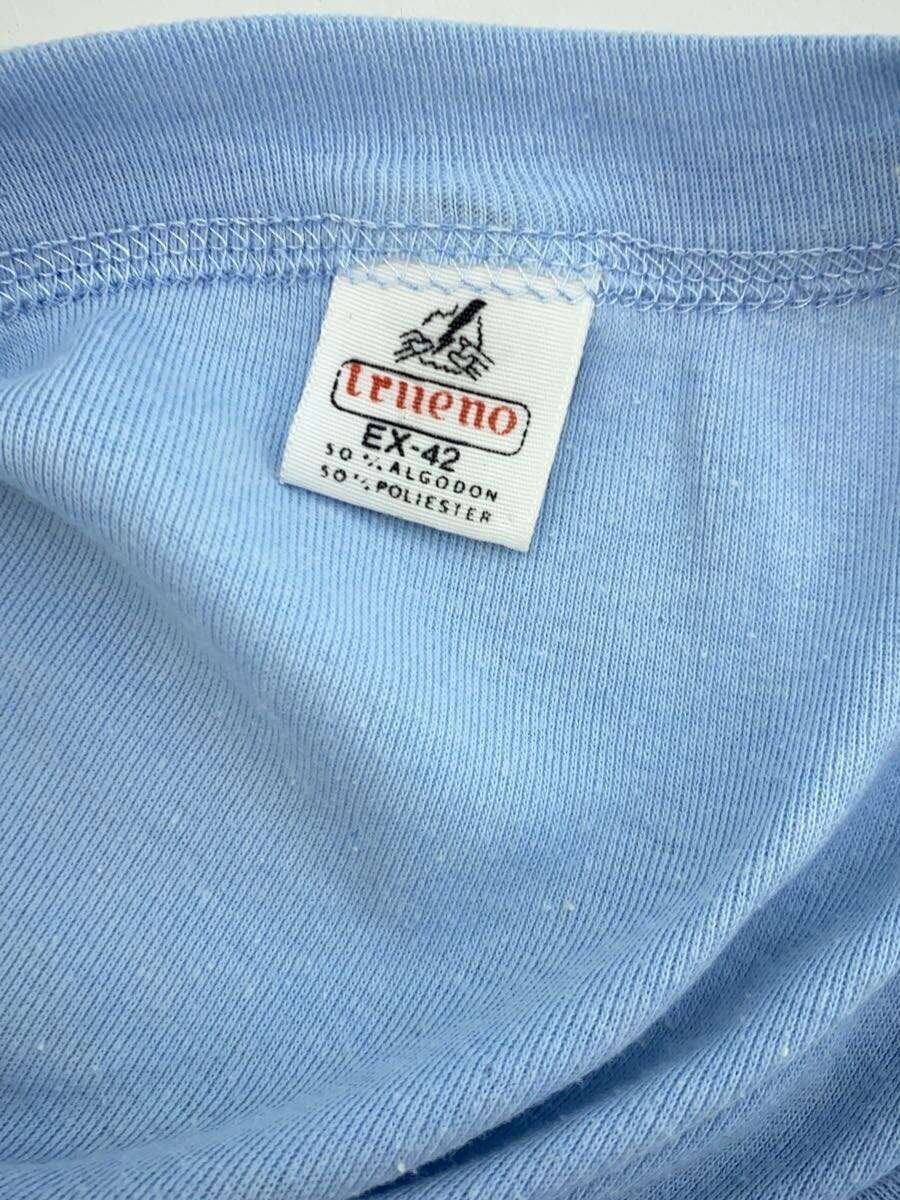 trueno
EX-42
50 % ALGODON
50 % POLIESTER